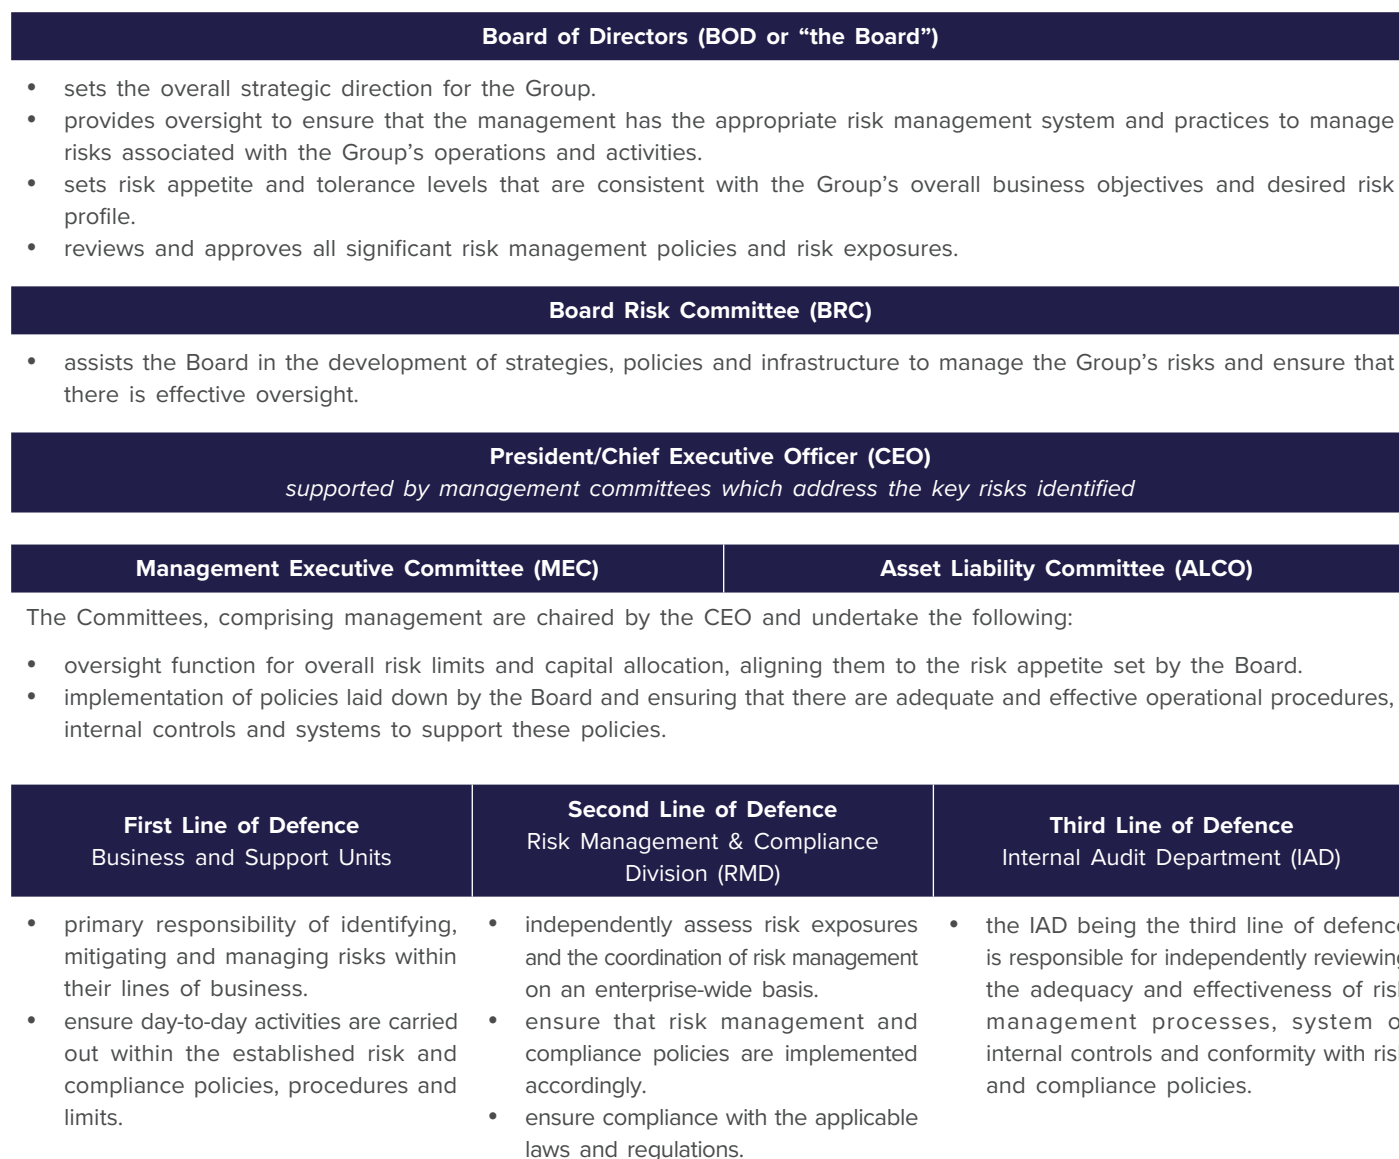 Board of Directors (BOD or “the Board”)
• sets the overall strategic direction for the Group.
• provides oversight to ensure that the management has the appropriate risk management system and practices to manage
risks associated with the Group’s operations and activities.
• sets risk appetite and tolerance levels that are consistent with the Group’s overall business objectives and desired risk
profile.
• reviews and approves all significant risk management policies and risk exposures.
Board Risk Committee (BRC)
• assists the Board in the development of strategies, policies and infrastructure to manage the Group’s risks and ensure that
there is effective oversight.
President/Chief Executive Officer (CEO)
supported by management committees which address the key risks identified
Management Executive Committee (MEC)
Asset Liability Committee (ALCO)
The Committees, comprising management are chaired by the CEO and undertake the following:
• oversight function for overall risk limits and capital allocation, aligning them to the risk appetite set by the Board.
• implementation of policies laid down by the Board and ensuring that there are adequate and effective operational procedures,
internal controls and systems to support these policies.
First Line of Defence
Business and Support Units
• primary responsibility of identifying,
mitigating and managing risks within
their lines of business.
• ensure day-to-day activities are carried
out within the established risk and
compliance policies, procedures and
limits.
Second Line of Defence
Risk Management & Compliance
Division (RMD)
• independently assess risk exposures
and the coordination of risk management
on an enterprise-wide basis.
• ensure that risk management and
compliance policies are implemented
accordingly.
• ensure compliance with the applicable
laws and regulations.
Third Line of Defence
Internal Audit Department (IAD)
• the IAD being the third line of defence
is responsible for independently reviewing
the adequacy and effectiveness of risk
management processes, system of
internal controls and conformity with risk
and compliance policies.